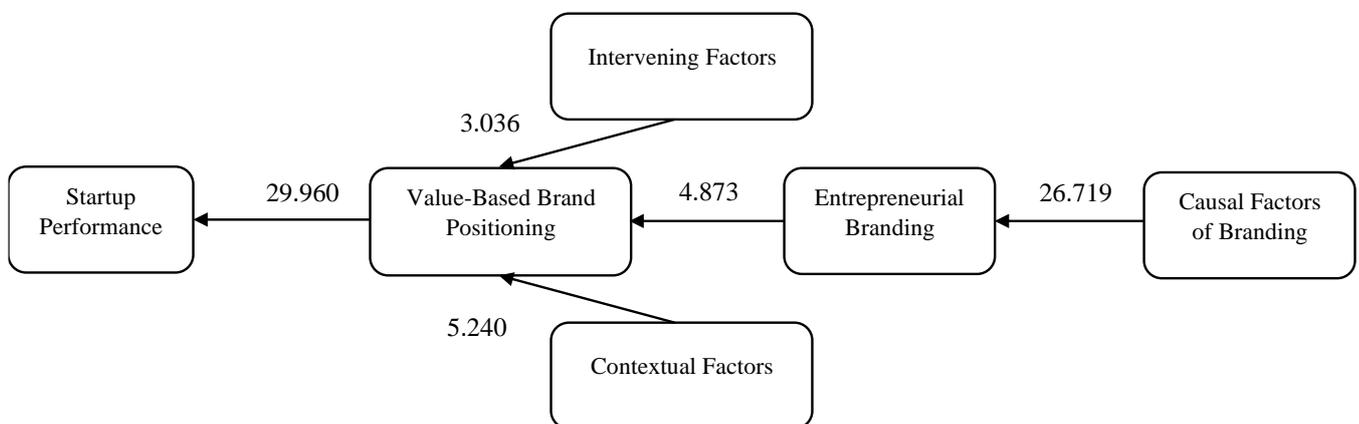 Intervening Factors
3.036
Startup
Performance
29.960
Value-Based Brand
Positioning
4.873
Entrepreneurial
Branding
26.719
Causal Factors
of Branding
5.240
Contextual Factors